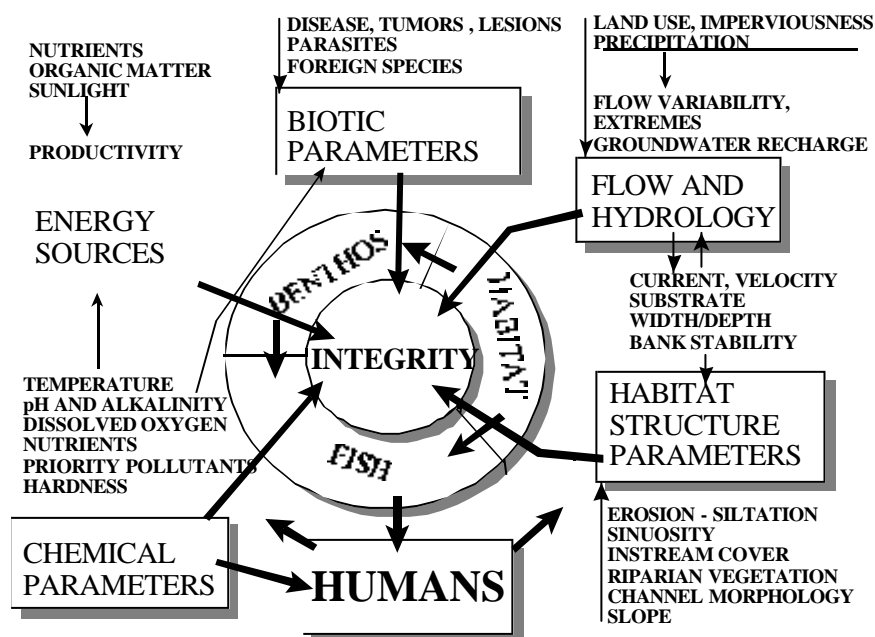 NUTRIENTS
ORGANIC MATTER
SUNLIGHT
PRODUCTIVITY
DISEASE, TUMORS , LESIONS
PARASITES
FOREIGN SPECIES
LAND USE, IMPERVIOUSNESS
PRECIPITATION
FLOW VARIABILITY,
EXTREMES
GROUNDWATER RECHARGE
BIOTIC
PARAMETERS
FLOW AND
HYDROLOGY
ENERGY
SOURCES
BENTHOS
HABITAT
INTEGRITY
FISH
CURRENT, VELOCITY
SUBSTRATE
WIDTH/DEPTH
BANK STABILITY
TEMPERATURE
pH AND ALKALINITY
DISSOLVED OXYGEN
NUTRIENTS
PRIORITY POLLUTANTS
HARDNESS
HABITAT
STRUCTURE
PARAMETERS
CHEMICAL
PARAMETERS
HUMANS
EROSION - SILTATION
SINUOSITY
INSTREAM COVER
RIPARIAN VEGETATION
CHANNEL MORPHOLOGY
SLOPE